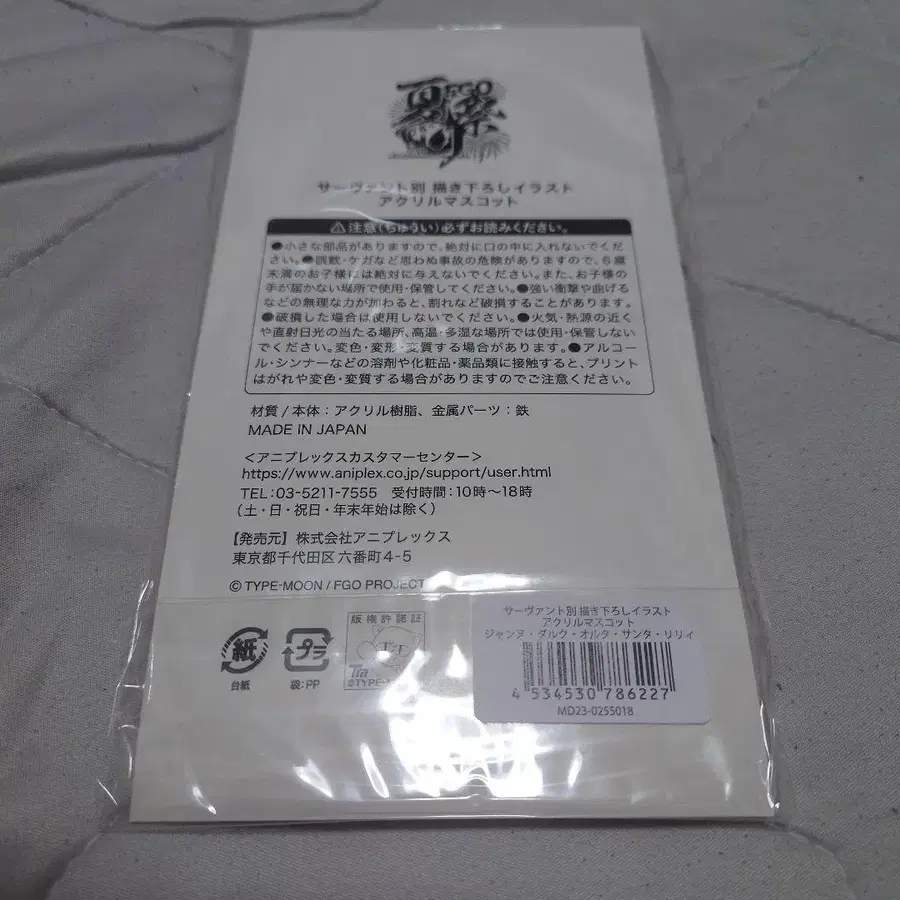 夏祭り
FGO
サーヴァント別 描き下ろしイラスト
アクリルマスコット
⚠注意(ちゅうい)必ずお読みください。
●小さな部品がありますので、絶対に口の中に入れないでくだ
さい。●誤飲・ケガなど思わぬ事故の危険がありますので、6歳
未満のお子様には絶対に与えないでください。また、お子様の
手が届かない場所で使用・保管してください。●強い衝撃や曲げる
などの無理な力が加わると、割れなど破損することがあります。
●破損した場合は使用しないでください。●火気・熱源の近く
や直射日光の当たる場所、高温・多湿な場所では使用・保管しない
でください。変色・変形・変質する場合があります。●アルコー
ル・シンナーなどの溶剤や化粧品・薬品類に接触すると、プリント
はがれや変色・変質する場合がありますのでご注意ください。
材質/本体:アクリル樹脂、金属パーツ:鉄
MADE IN JAPAN
<アニプレックスカスタマーセンター>
https://www.aniplex.co.jp/support/user.html
TEL:03-5211-7555 受付時間:10時~18時
(土・日・祝日・年末年始は除く)
【発売元】株式会社アニプレックス
東京都千代田区六番町4-5
© TYPE-MOON / FGO PROJECT
紙
台紙
プラ
袋:PP
版権許諾証
©TYPE-M
サーヴァント別 描き下ろしイラスト
アクリルマスコット
ジャンヌ・ダルク・オルタ・サンタ・リリィ
4 534530 786227
MD23-0255018